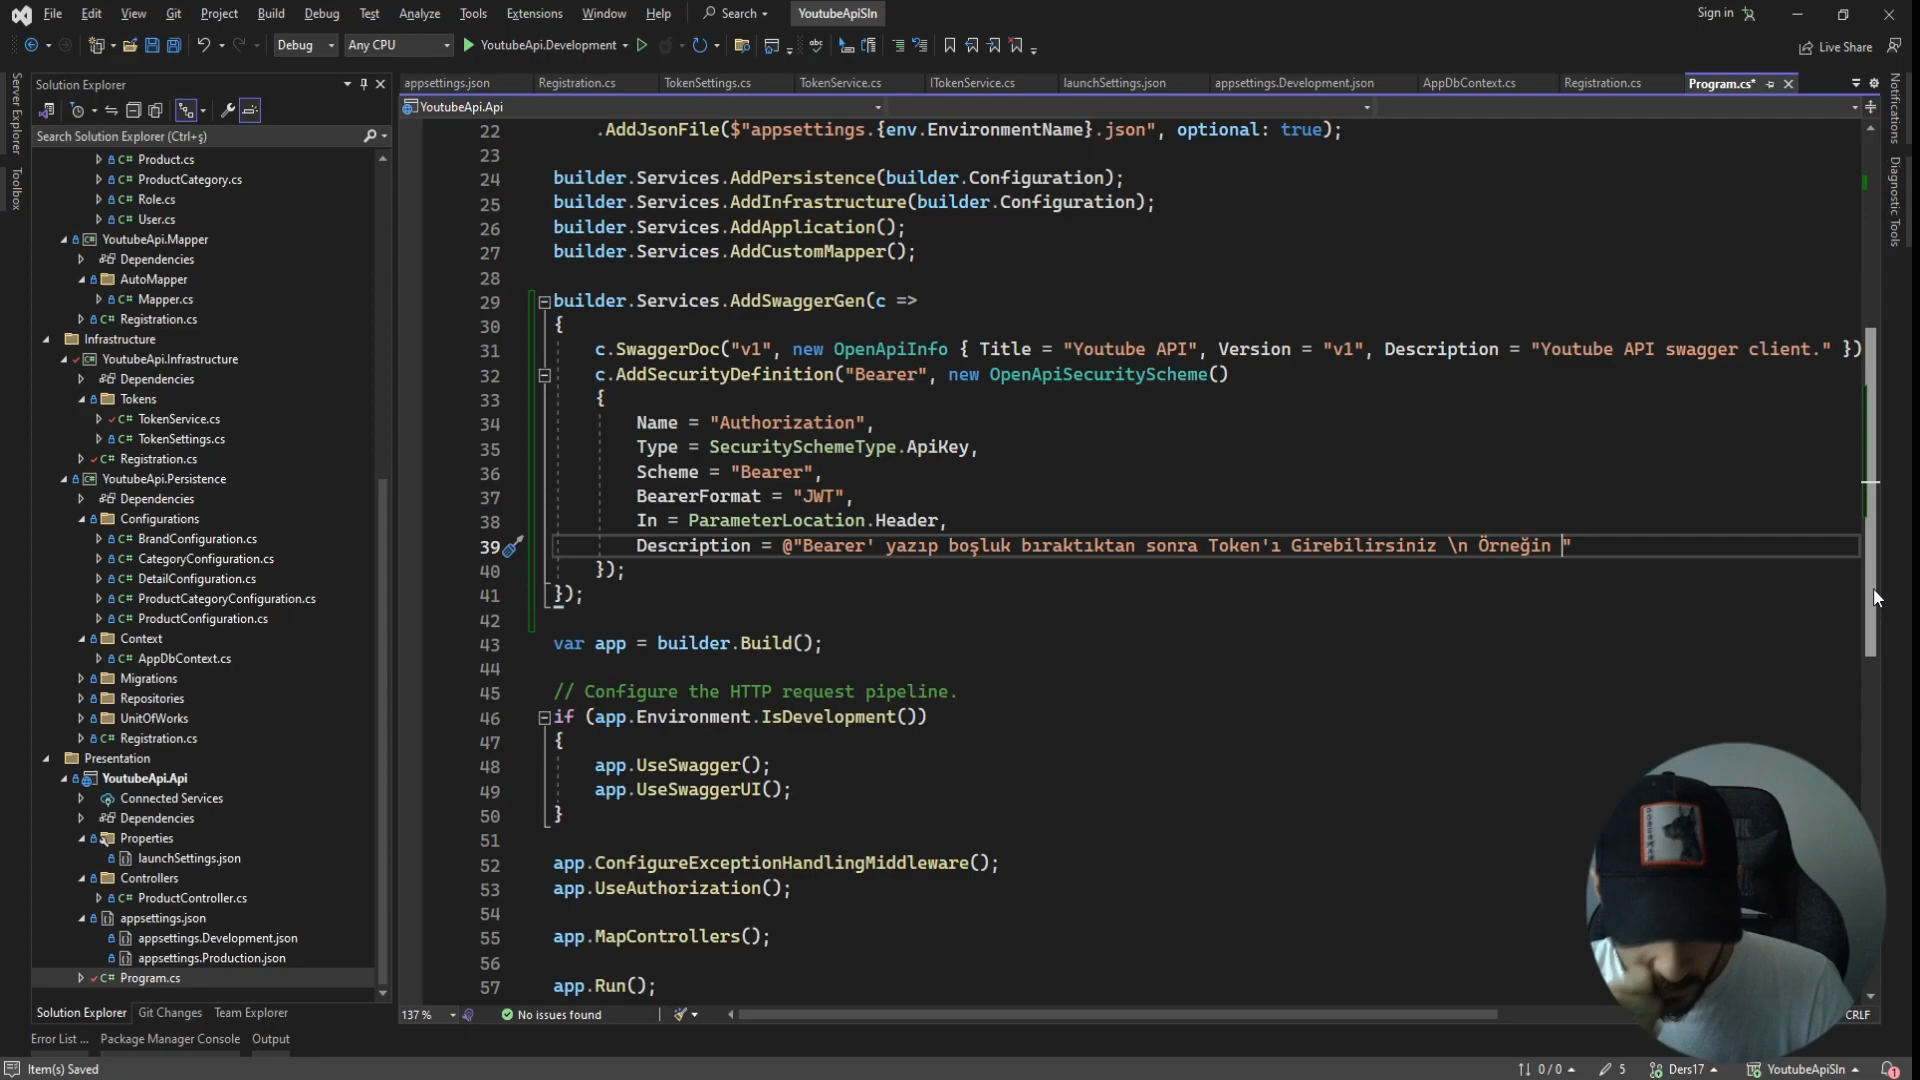 File Edit View Git Project Build Debug Test Analyze Tools Extensions Window Help Search YoutubeApiSln Sign in
Debug Any CPU YoutubeApi.Development Live Share
Server Explorer
Toolbox
Solution Explorer
Search Solution Explorer (Ctrl+ş)
Product.cs
ProductCategory.cs
Role.cs
User.cs
YoutubeApi.Mapper
Dependencies
AutoMapper
Mapper.cs
Registration.cs
Infrastructure
YoutubeApi.Infrastructure
Dependencies
Tokens
TokenService.cs
TokenSettings.cs
Registration.cs
YoutubeApi.Persistence
Dependencies
Configurations
BrandConfiguration.cs
CategoryConfiguration.cs
DetailConfiguration.cs
ProductCategoryConfiguration.cs
ProductConfiguration.cs
Context
AppDbContext.cs
Migrations
Repositories
UnitOfWorks
Registration.cs
Presentation
YoutubeApi.Api
Connected Services
Dependencies
Properties
launchSettings.json
Controllers
ProductController.cs
appsettings.json
appsettings.Development.json
appsettings.Production.json
Program.cs
Solution Explorer Git Changes Team Explorer
appsettings.json Registration.cs TokenSettings.cs TokenService.cs ITokenService.cs launchSettings.json appsettings.Development.json AppDbContext.cs Registration.cs Program.cs*
YoutubeApi.Api
22 .AddJsonFile($"appsettings.{env.EnvironmentName}.json", optional: true);
23
24 builder.Services.AddPersistence(builder.Configuration);
25 builder.Services.AddInfrastructure(builder.Configuration);
26 builder.Services.AddApplication();
27 builder.Services.AddCustomMapper();
28
29 builder.Services.AddSwaggerGen(c =>
30 {
31 c.SwaggerDoc("v1", new OpenApiInfo { Title = "Youtube API", Version = "v1", Description = "Youtube API swagger client." })
32 c.AddSecurityDefinition("Bearer", new OpenApiSecurityScheme()
33 {
34 Name = "Authorization",
35 Type = SecuritySchemeType.ApiKey,
36 Scheme = "Bearer",
37 BearerFormat = "JWT",
38 In = ParameterLocation.Header,
39 Description = @"Bearer' yazıp boşluk bıraktıktan sonra Token'ı Girebilirsiniz \n Örneğin "
40 });
41 });
42
43 var app = builder.Build();
44
45 // Configure the HTTP request pipeline.
46 if (app.Environment.IsDevelopment())
47 {
48 app.UseSwagger();
49 app.UseSwaggerUI();
50 }
51
52 app.ConfigureExceptionHandlingMiddleware();
53 app.UseAuthorization();
54
55 app.MapControllers();
56
57 app.Run();
137 % No issues found CRLF
Notifications
Diagnostic Tools
Error List ... Package Manager Console Output
Item(s) Saved 0 / 0 5 Ders17 YoutubeApiSln 1